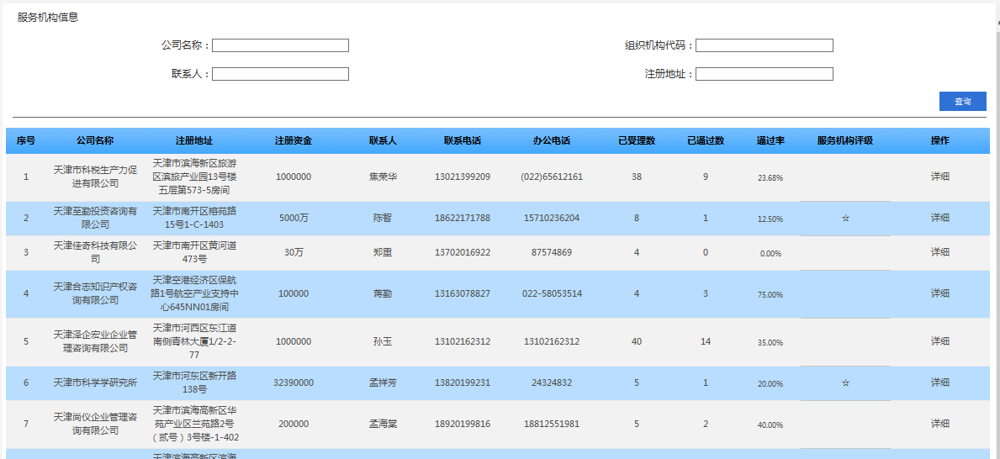 服务机构信息
公司名称：
组织机构代码：
联系人：
注册地址：
查询
序号 公司名称 注册地址 注册资金 联系人 联系电话 办公电话 已受理数 已通过数 通过率 服务机构评级 操作
1 天津市科税生产力促进有限公司 天津市滨海新区旅游区滨旅产业园13号楼五层第573-5房间 1000000 焦荣华 13021399209 (022)65612161 38 9 23.68% 详细
2 天津至勤投资咨询有限公司 天津市南开区榕苑路15号1-C-1403 5000万 陈智 18622171788 15710236204 8 1 12.50% ☆ 详细
3 天津佳奇科技有限公司 天津市南开区黄河道473号 30万 郑重 13702016922 87574869 4 0 0.00% 详细
4 天津合志知识产权咨询有限公司 天津空港经济区保航路1号航空产业支持中心645NN01房间 100000 蒋勤 13163078827 022-58053514 4 3 75.00% 详细
5 天津泽企宏业企业管理咨询有限公司 天津市河西区东江道南侧青林大厦1/2-2-77 1000000 孙玉 13102162312 13102162312 40 14 35.00% 详细
6 天津市科学学研究所 天津市河东区新开路138号 32390000 孟祥芳 13820199231 24324832 5 1 20.00% ☆ 详细
7 天津尚仪企业管理咨询有限公司 天津市滨海高新区华苑产业区兰苑路2号（贰号）3号楼-1-402 200000 孟海棠 18920199816 18812551981 5 2 40.00% 详细
天津滨海高新区滨海